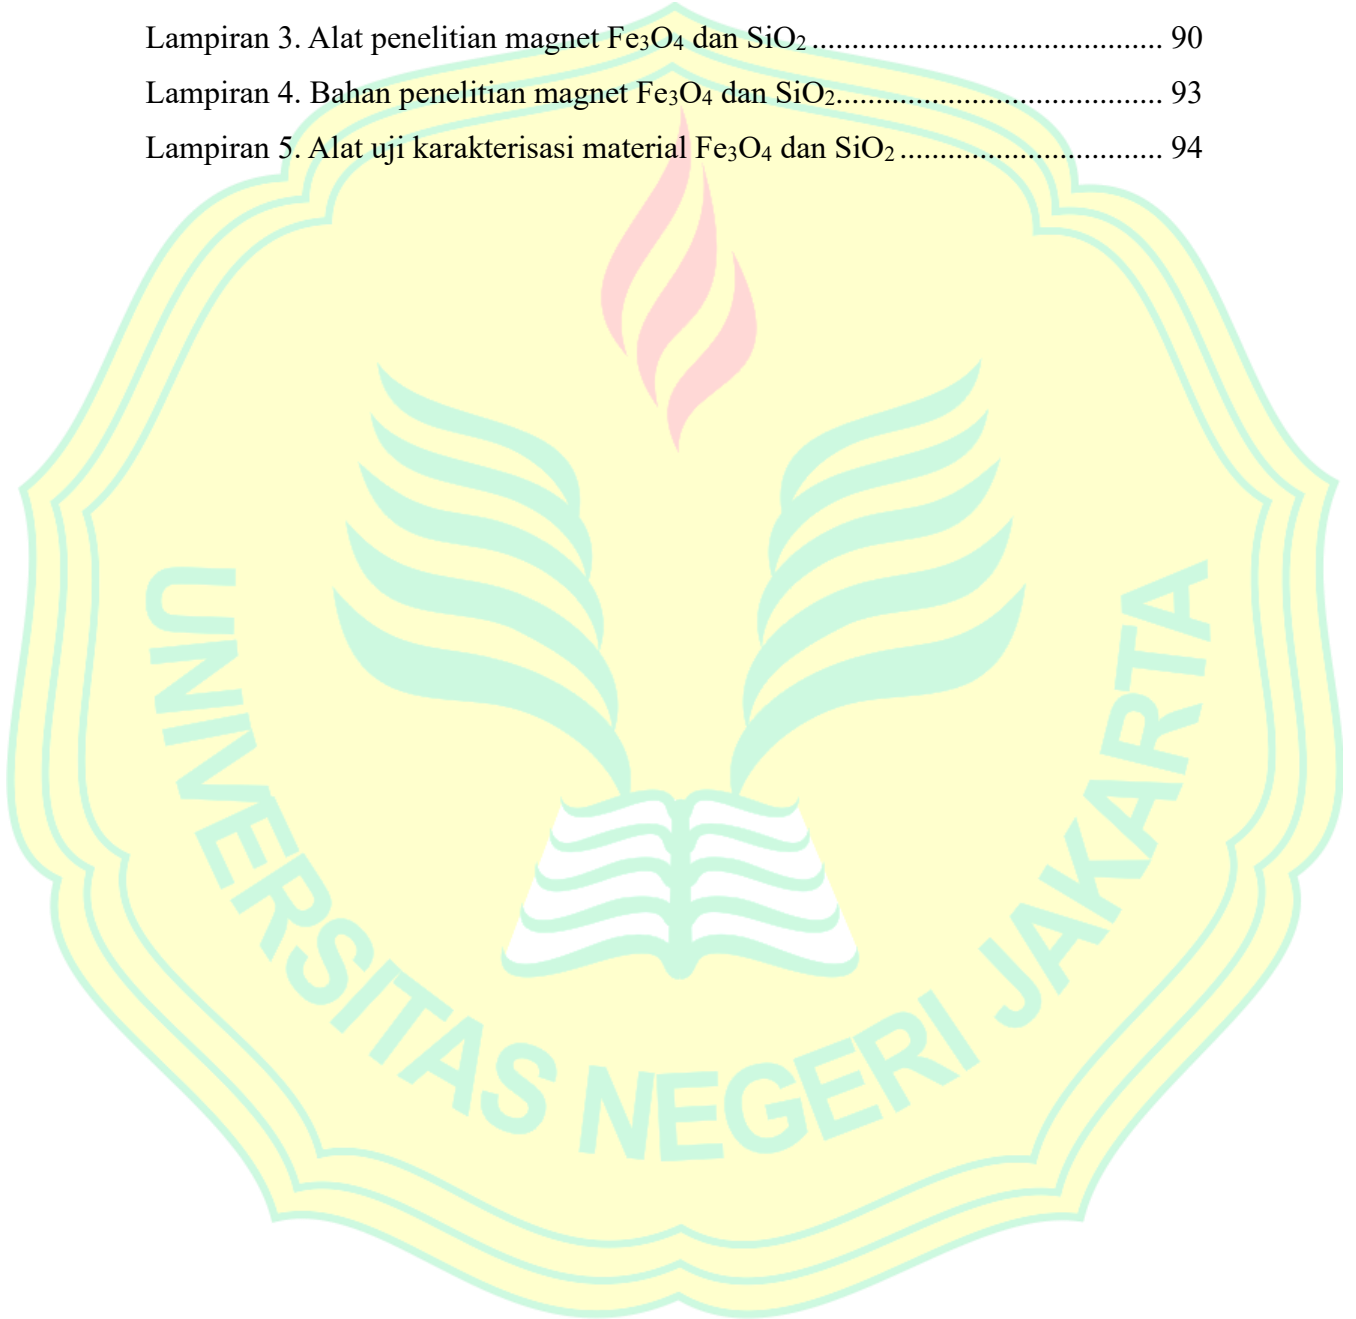 Lampiran 3. Alat penelitian magnet Fe₃O₄ dan SiO₂ .......................................... 90
Lampiran 4. Bahan penelitian magnet Fe₃O₄ dan SiO₂....................................... 93
Lampiran 5. Alat uji karakterisasi material Fe₃O₄ dan SiO₂ ................................ 94
UNIVERSITAS NEGERI JAKARTA